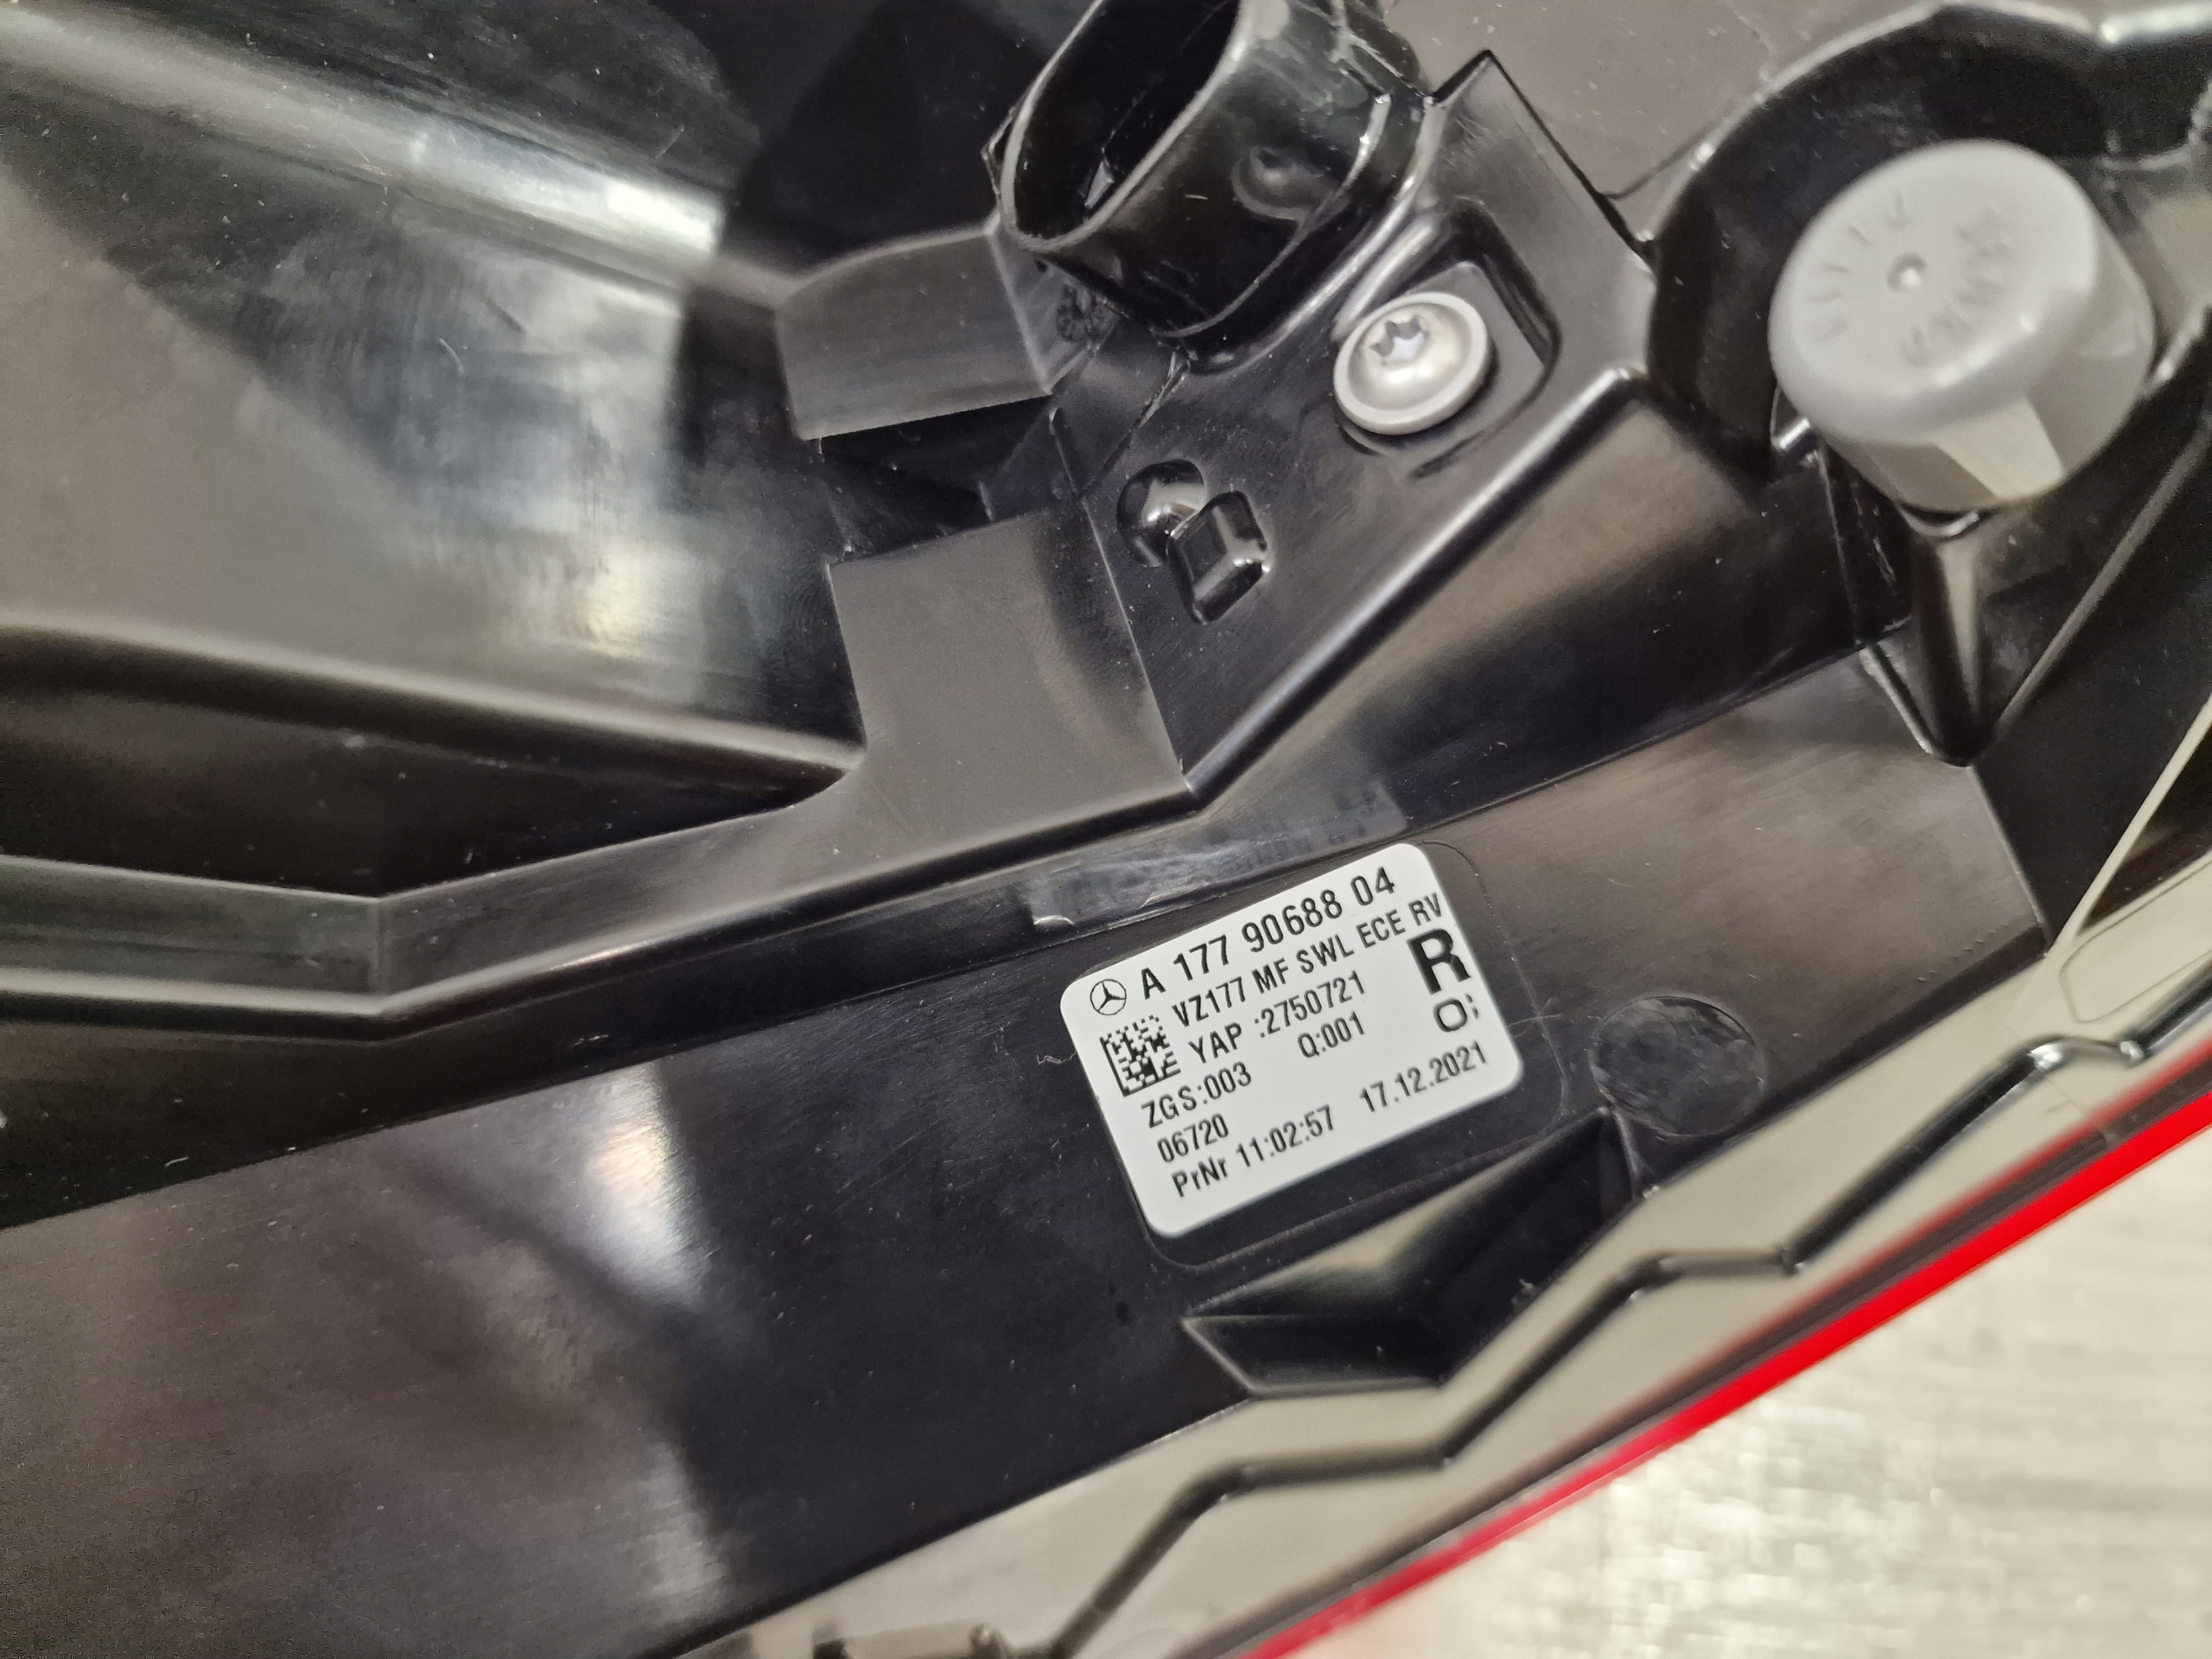 A 177 90688 04
VZ177 MF SWL ECE RV
YAP :2750721
R
ZGS:003 Q:001
06720
PrNr 11:02:57 17.12.2021